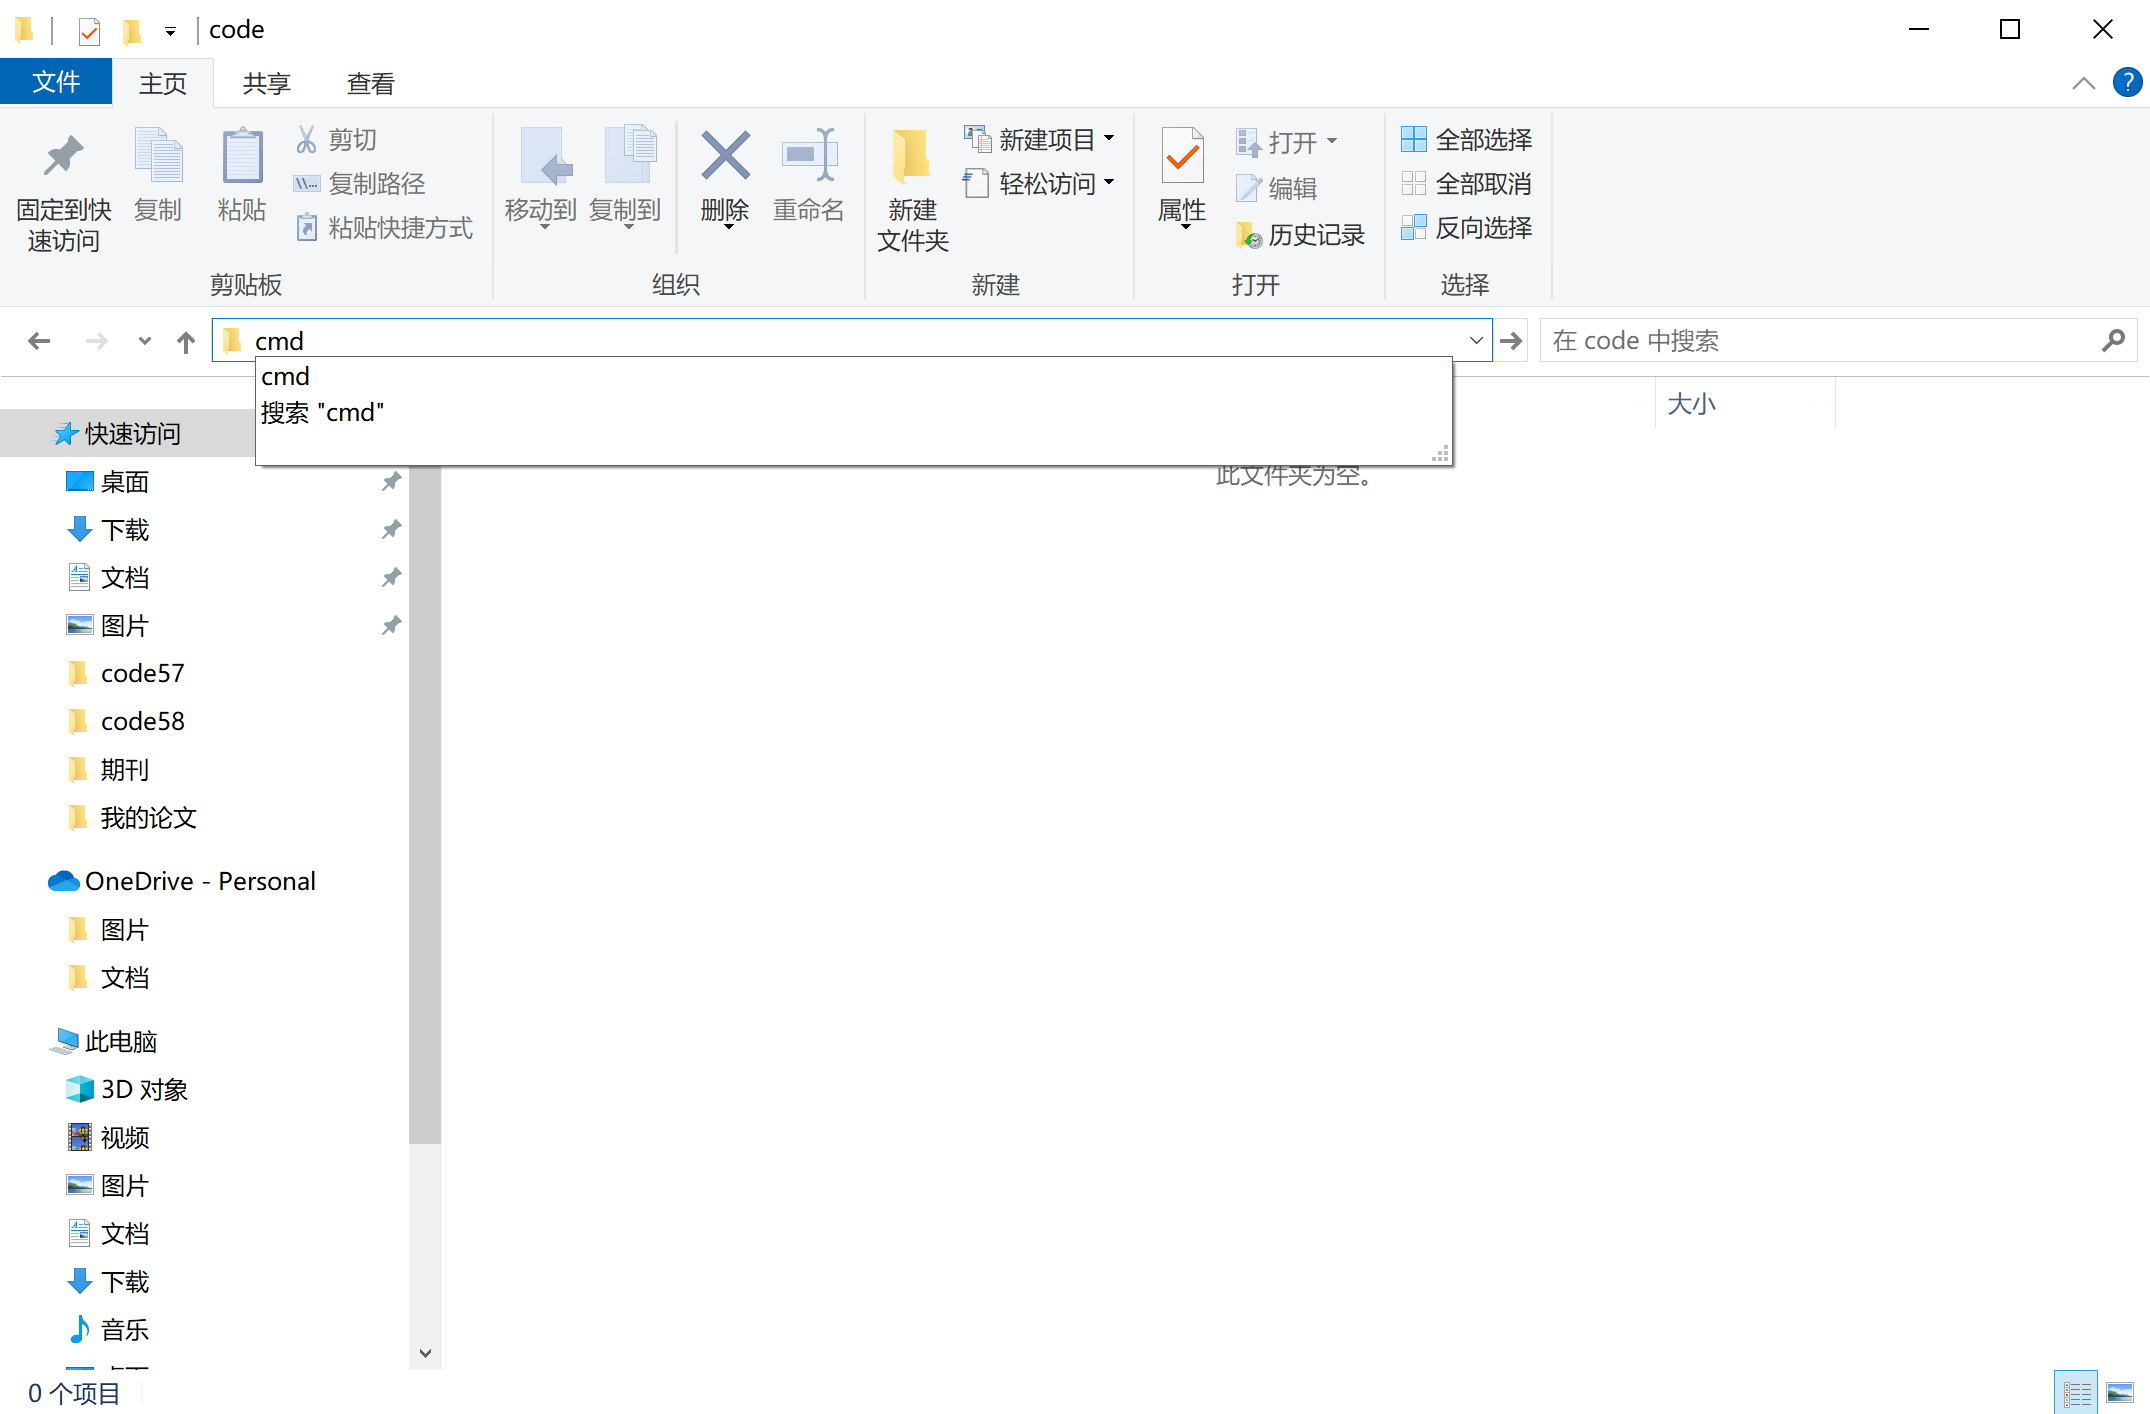 code
文件 主页 共享 查看
固定到快速访问
复制
粘贴
剪切
复制路径
粘贴快捷方式
剪贴板
移动到
复制到
删除
重命名
组织
新建文件夹
新建项目
轻松访问
新建
属性
打开
编辑
历史记录
打开
全部选择
全部取消
反向选择
选择
cmd
在 code 中搜索
cmd
搜索 "cmd"
大小
此文件夹为空。
快速访问
桌面
下载
文档
图片
code57
code58
期刊
我的论文
OneDrive - Personal
图片
文档
此电脑
3D 对象
视频
图片
文档
下载
音乐
0 个项目